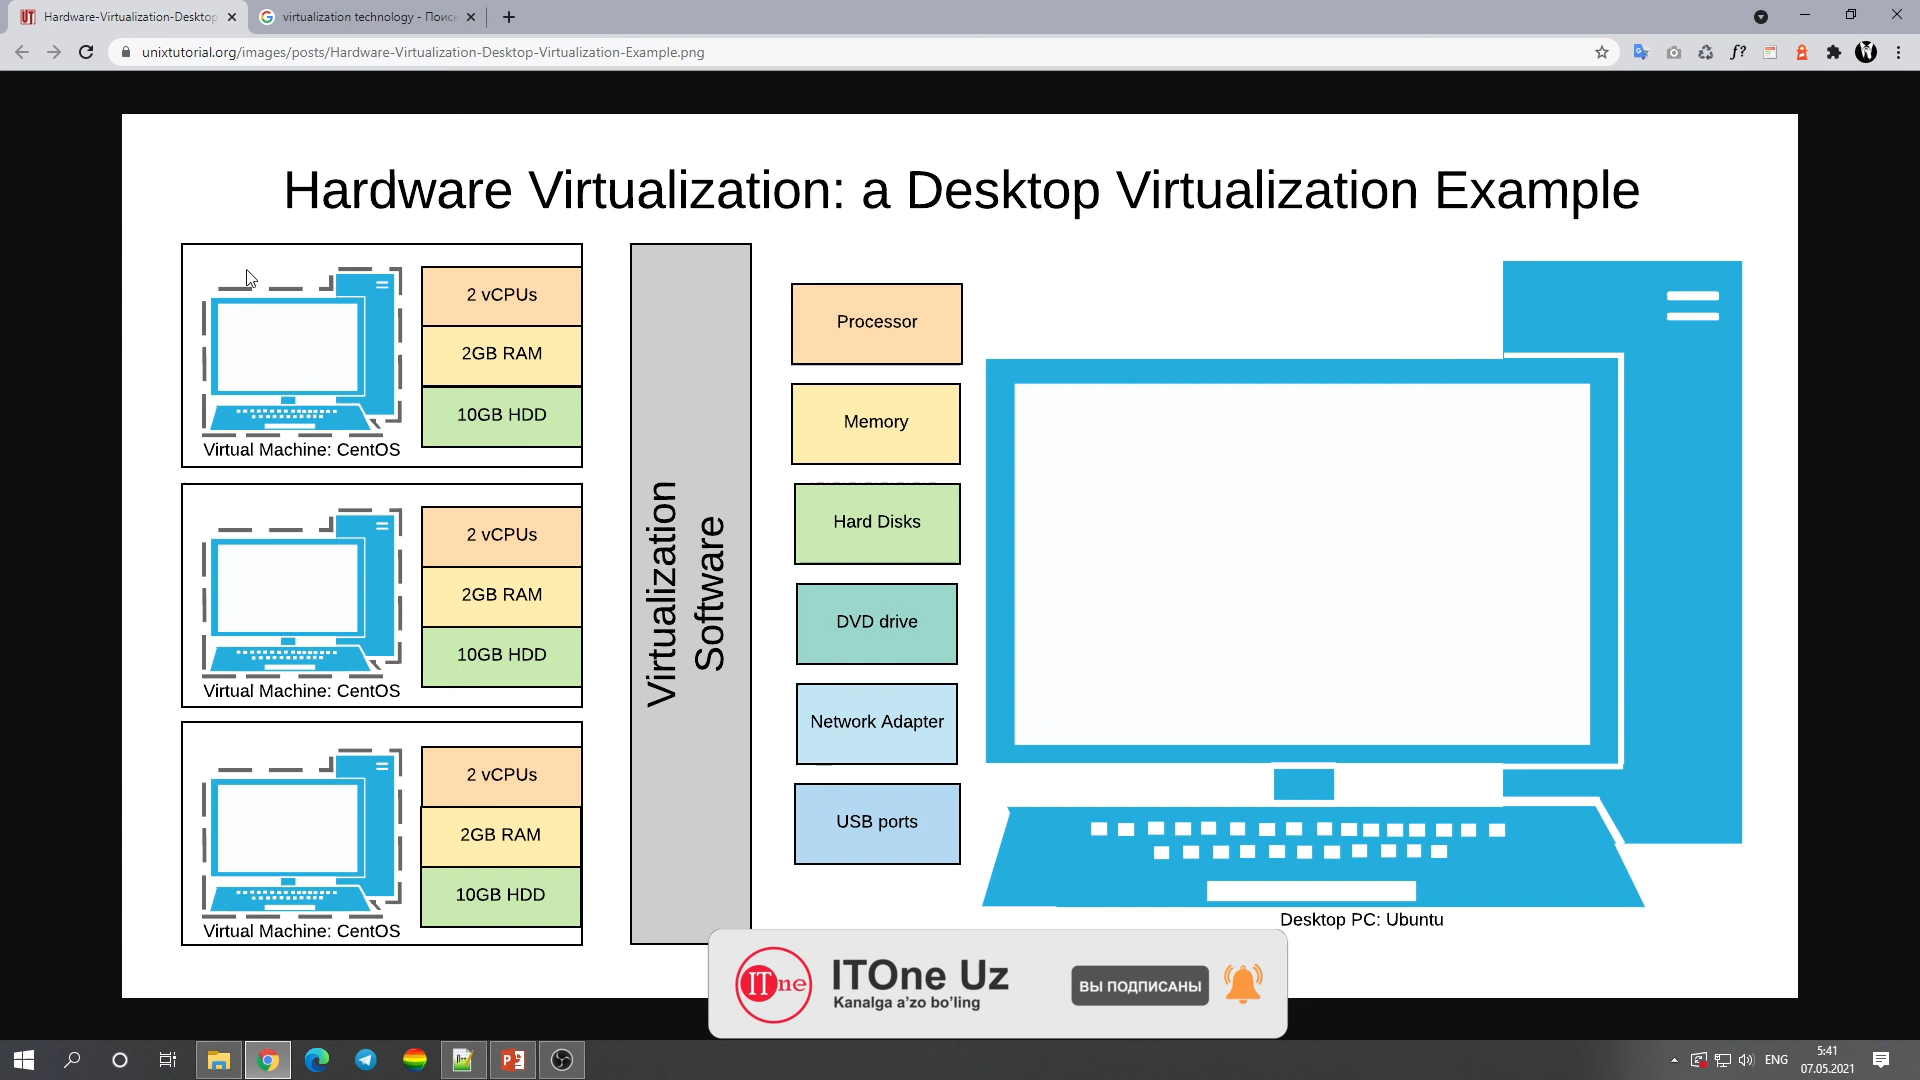 Hardware-Virtualization-Desktop
virtualization technology - Поис
unixtutorial.org/images/posts/Hardware-Virtualization-Desktop-Virtualization-Example.png
Hardware Virtualization: a Desktop Virtualization Example
2 vCPUs
2GB RAM
10GB HDD
Virtual Machine: CentOS
2 vCPUs
2GB RAM
10GB HDD
Virtual Machine: CentOS
2 vCPUs
2GB RAM
10GB HDD
Virtual Machine: CentOS
Virtualization
Software
Processor
Memory
Hard Disks
DVD drive
Network Adapter
USB ports
Desktop PC: Ubuntu
ITOne
ITOne Uz
Kanalga a'zo bo'ling
ВЫ ПОДПИСАНЫ
ENG
5:41
07.05.2021